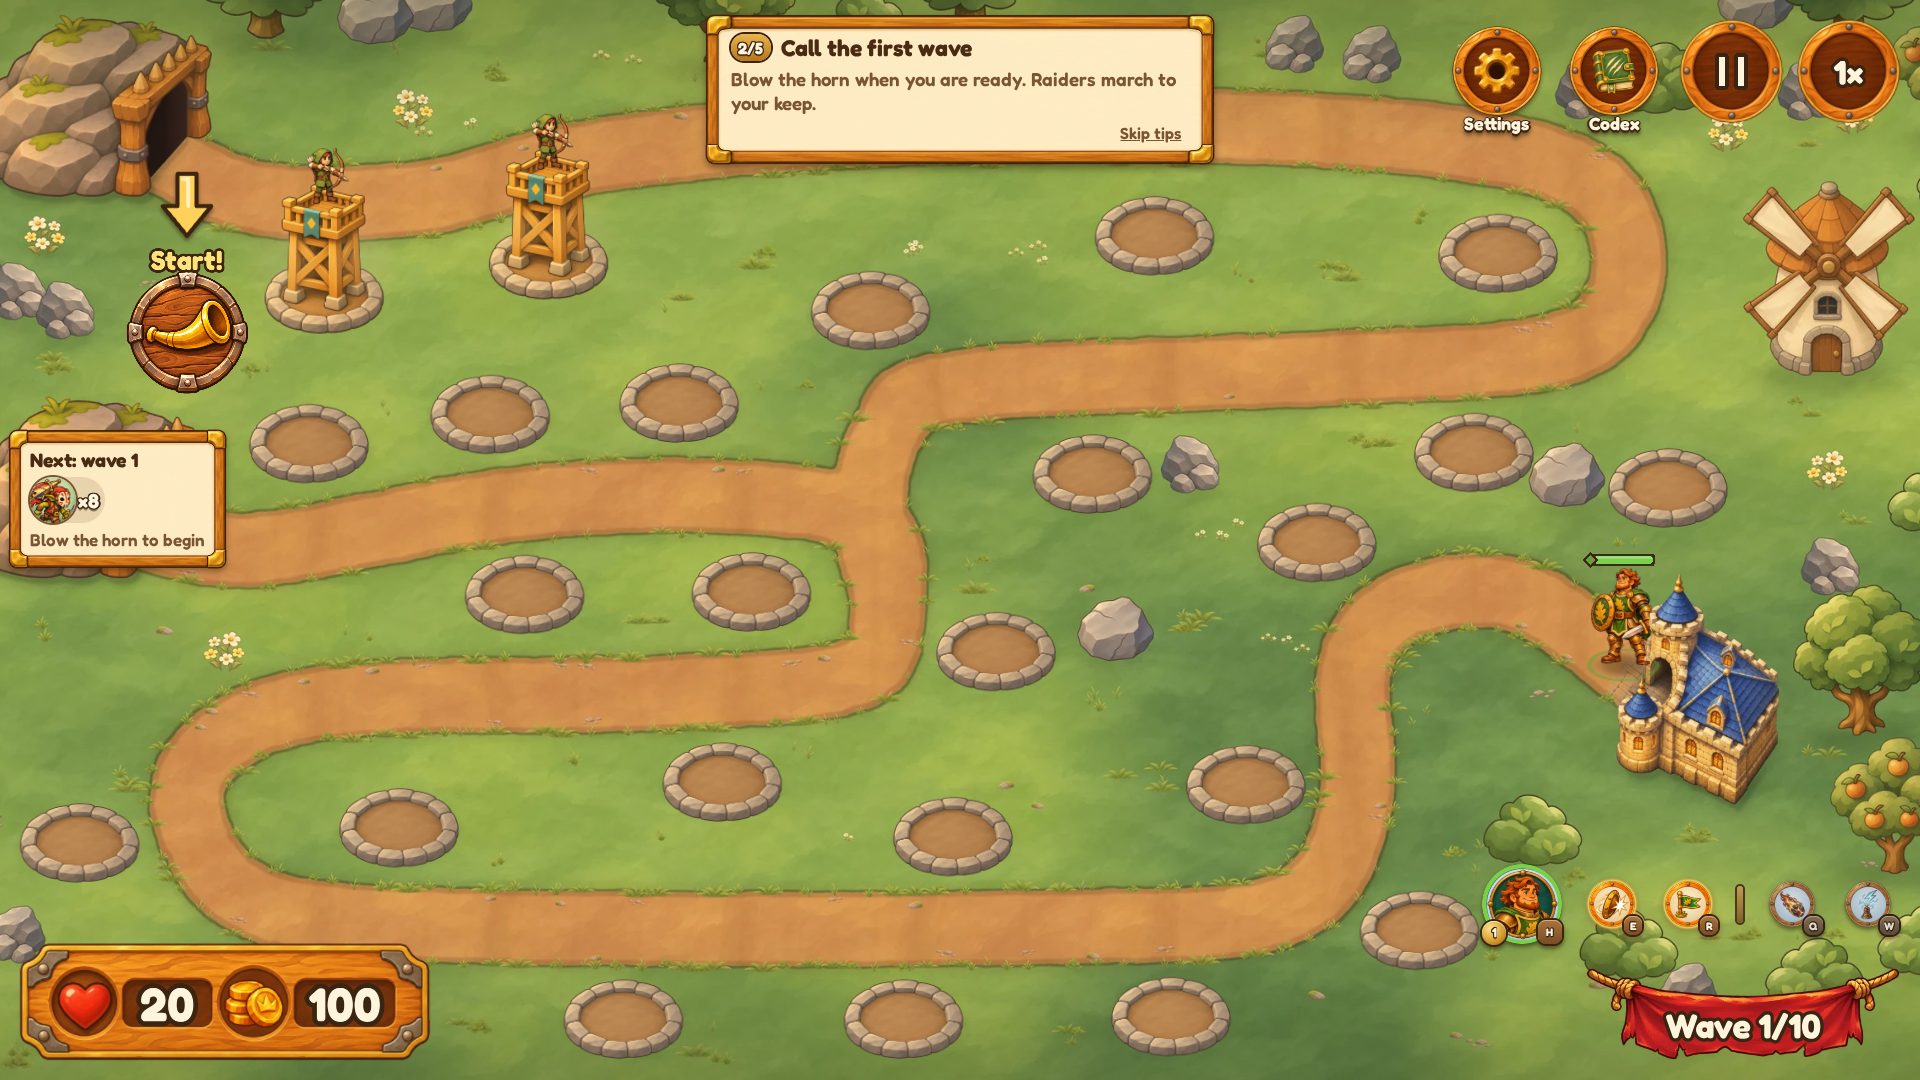 2/5 Call the first wave
Blow the horn when you are ready. Raiders march to
your keep.
Skip tips
Settings
Codex
1x
Start!
Next: wave 1
x8
Blow the horn to begin
1
H
E
R
Q
W
20
100
Wave 1/10